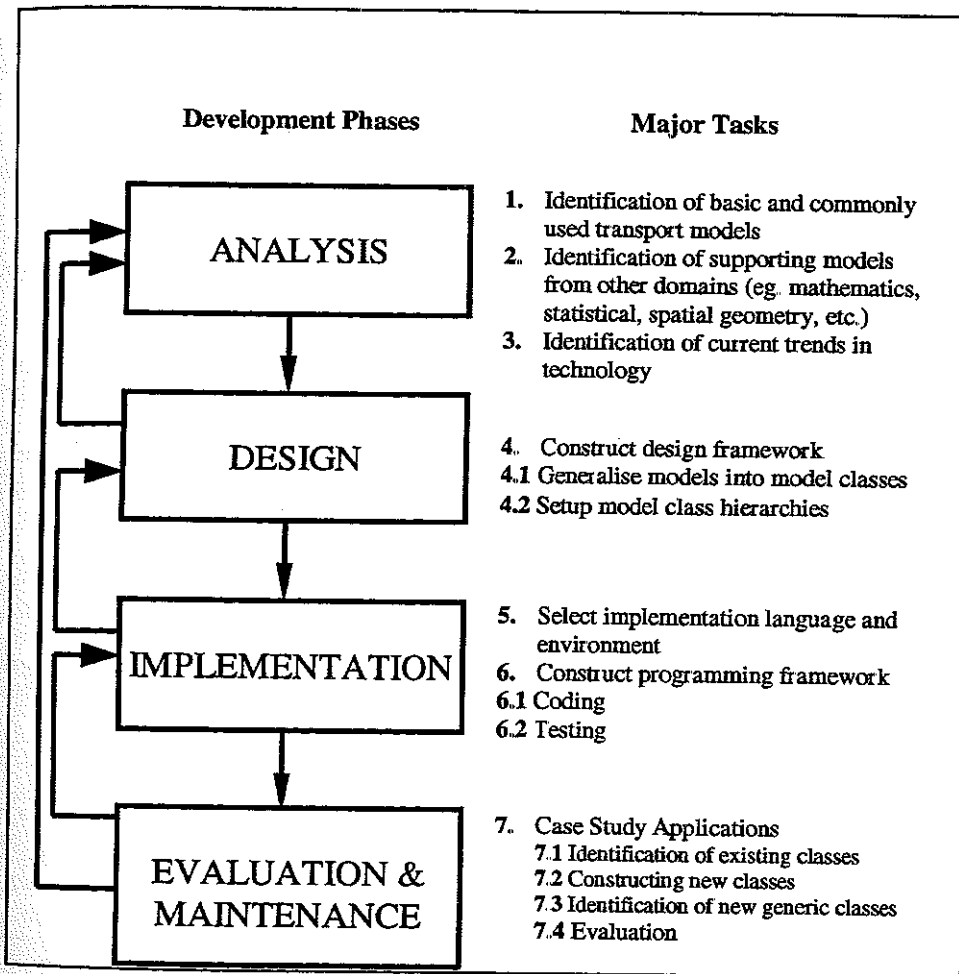 Development Phases
Major Tasks
ANALYSIS
1. Identification of basic and commonly
used transport models
2. Identification of supporting models
from other domains (eg. mathematics,
statistical, spatial geometry, etc.)
3. Identification of current trends in
technology
DESIGN
4. Construct design framework
4.1 Generalise models into model classes
4.2 Setup model class hierarchies
IMPLEMENTATION
5. Select implementation language and
environment
6. Construct programming framework
6.1 Coding
6.2 Testing
EVALUATION &
MAINTENANCE
7. Case Study Applications
7.1 Identification of existing classes
7.2 Constructing new classes
7.3 Identification of new generic classes
7.4 Evaluation